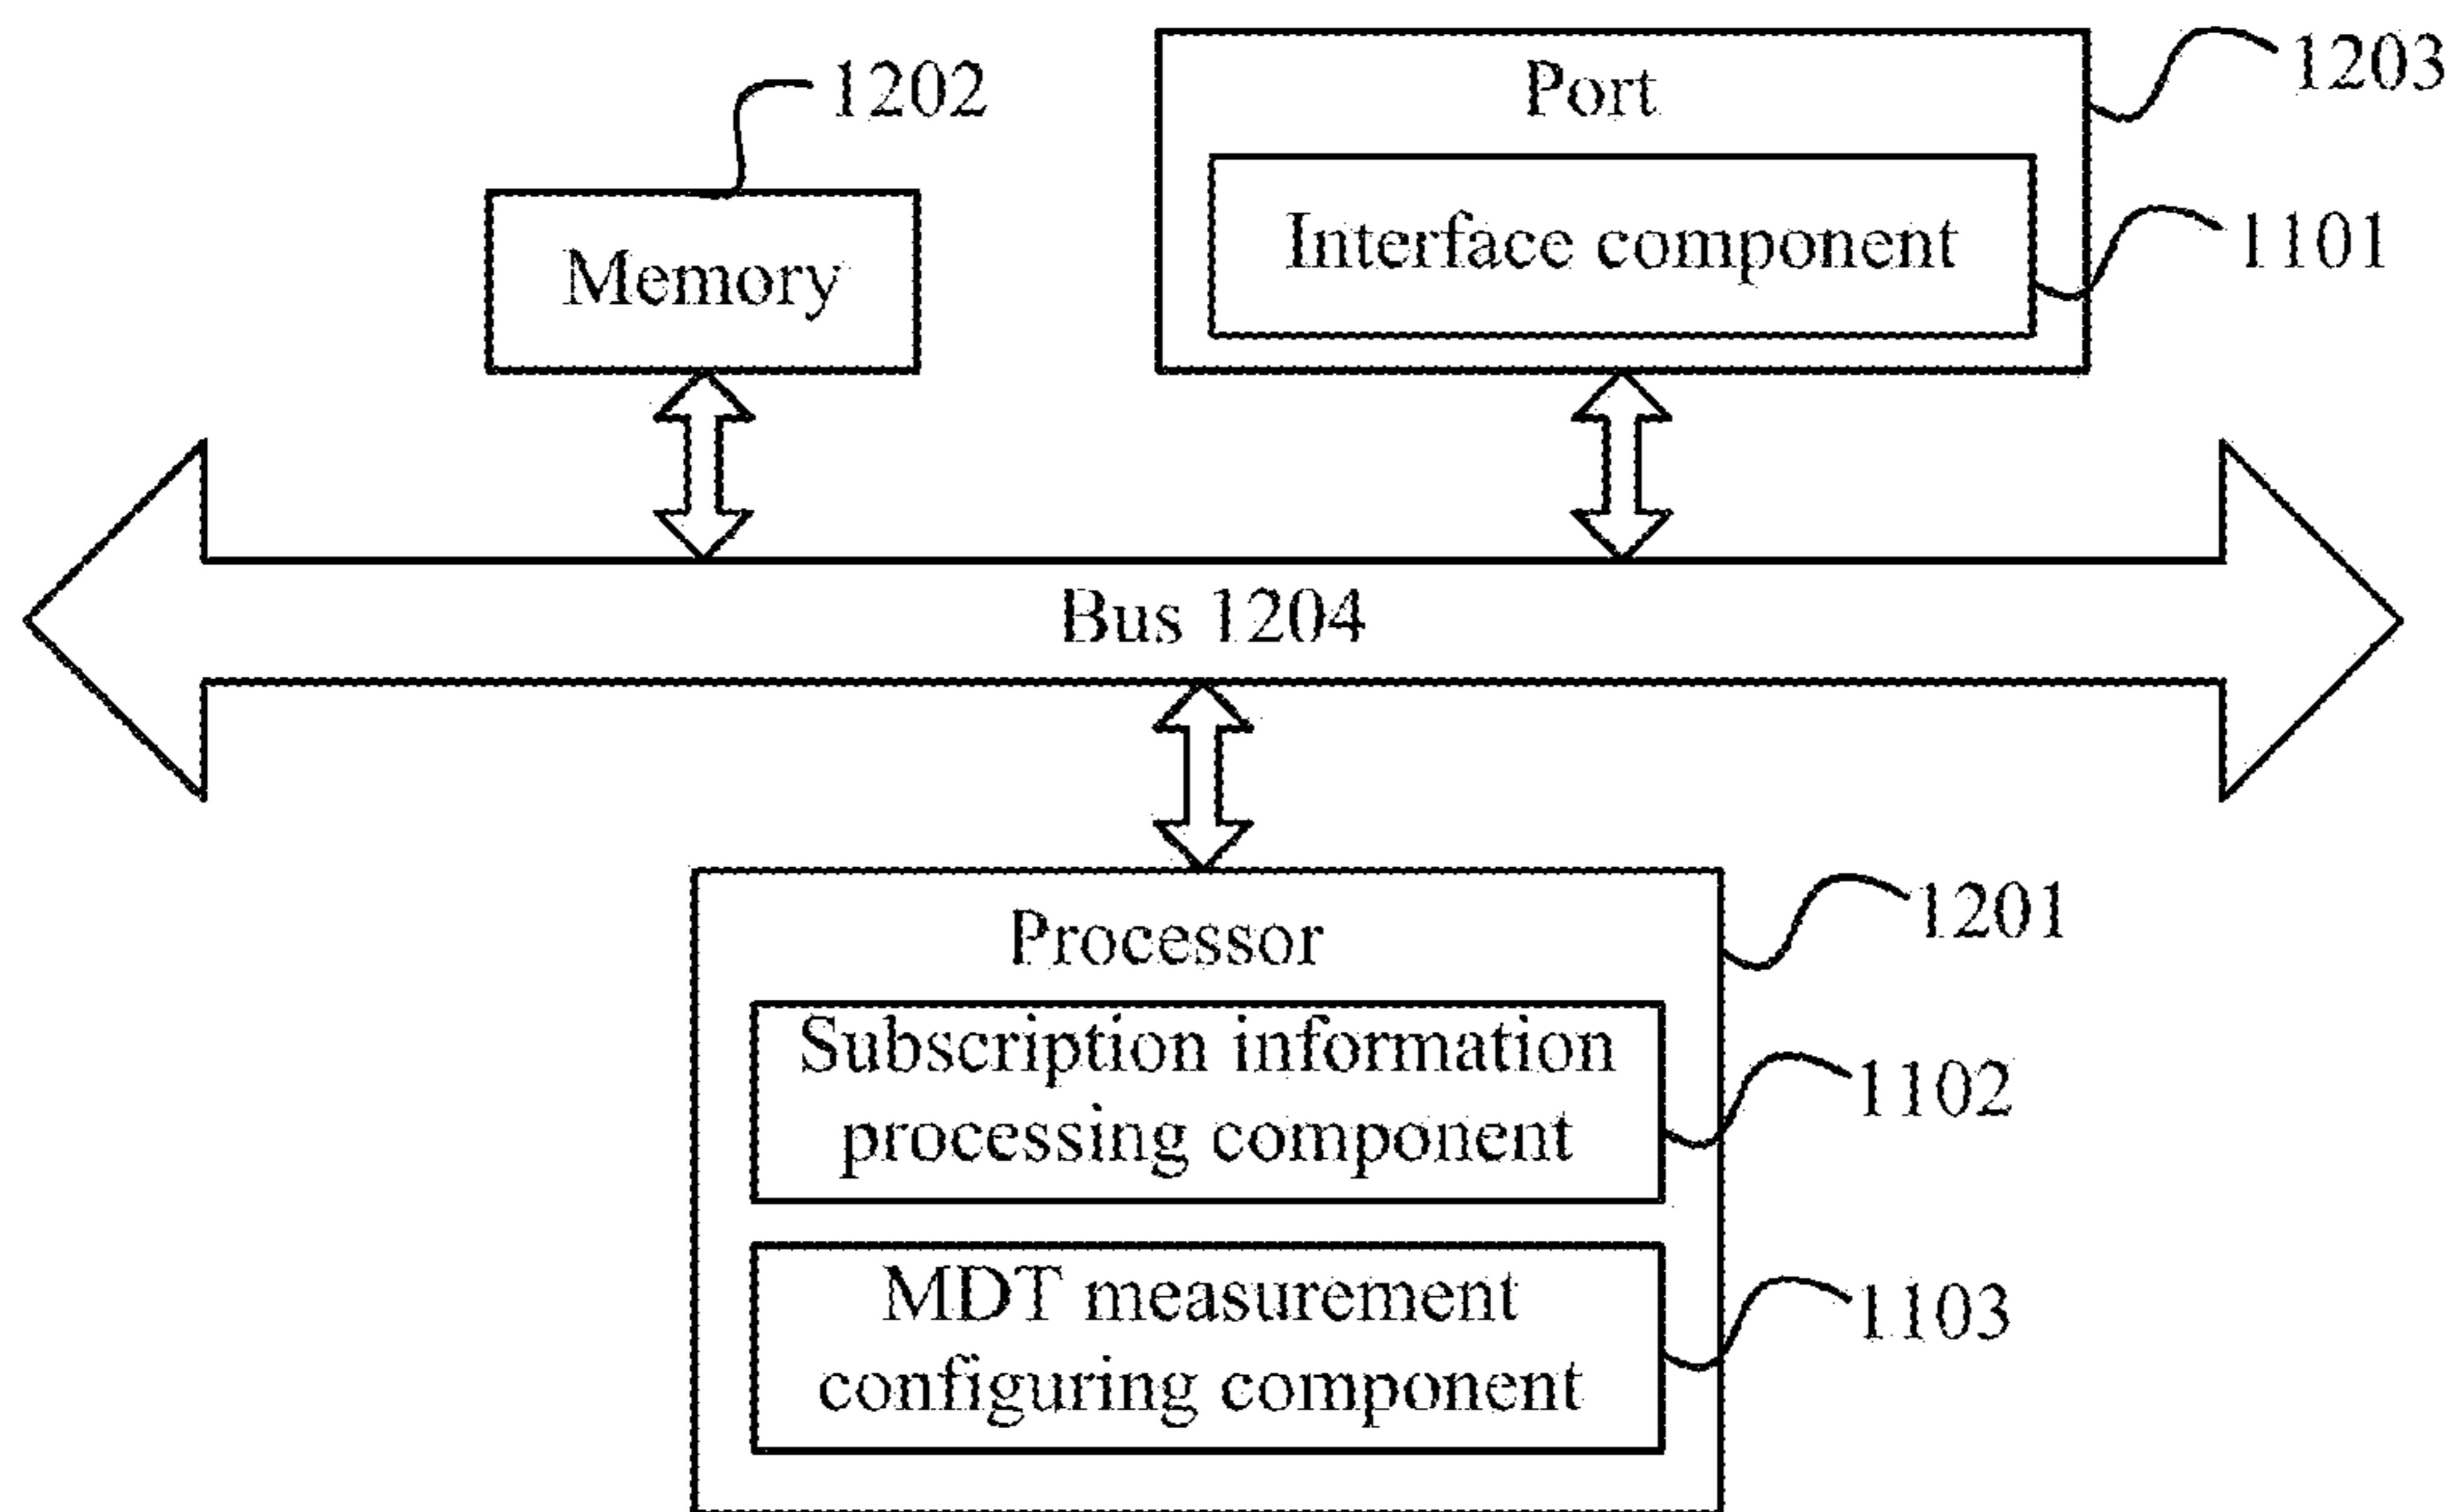 1202
Memory
Port
1203
Interface component
1101
Bus 1204
Processor
1201
Subscription information
processing component
1102
MDT measurement
configuring component
1103